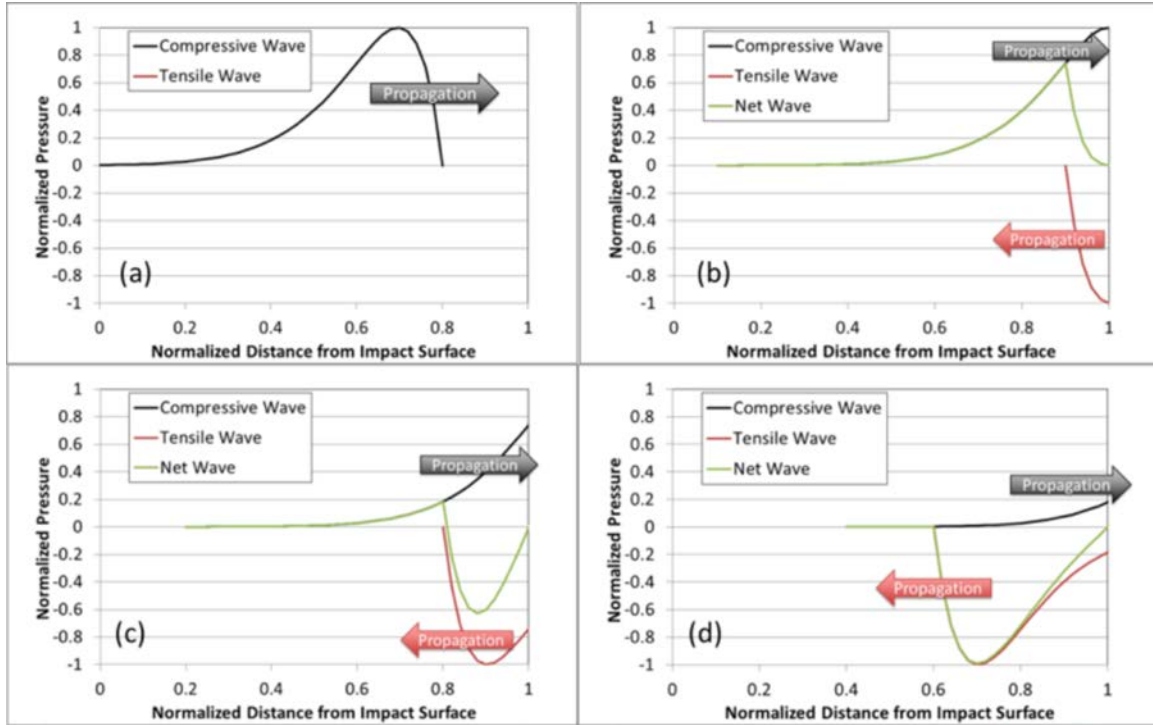 1
0.8
0.6
0.4
0.2
0
-0.2
-0.4
-0.6
-0.8
-1
Normalized Pressure
Compressive Wave
Tensile Wave
Propagation
(a)
0 0.2 0.4 0.6 0.8 1
Normalized Distance from Impact Surface
1
0.8
0.6
0.4
0.2
0
-0.2
-0.4
-0.6
-0.8
-1
Normalized Pressure
Compressive Wave
Tensile Wave
Net Wave
Propagation
Propagation
(b)
0 0.2 0.4 0.6 0.8 1
Normalized Distance from Impact Surface
1
0.8
0.6
0.4
0.2
0
-0.2
-0.4
-0.6
-0.8
-1
Normalized Pressure
Compressive Wave
Tensile Wave
Net Wave
Propagation
Propagation
(c)
0 0.2 0.4 0.6 0.8 1
Normalized Distance from Impact Surface
1
0.8
0.6
0.4
0.2
0
-0.2
-0.4
-0.6
-0.8
-1
Normalized Pressure
Compressive Wave
Tensile Wave
Net Wave
Propagation
Propagation
(d)
0 0.2 0.4 0.6 0.8 1
Normalized Distance from Impact Surface